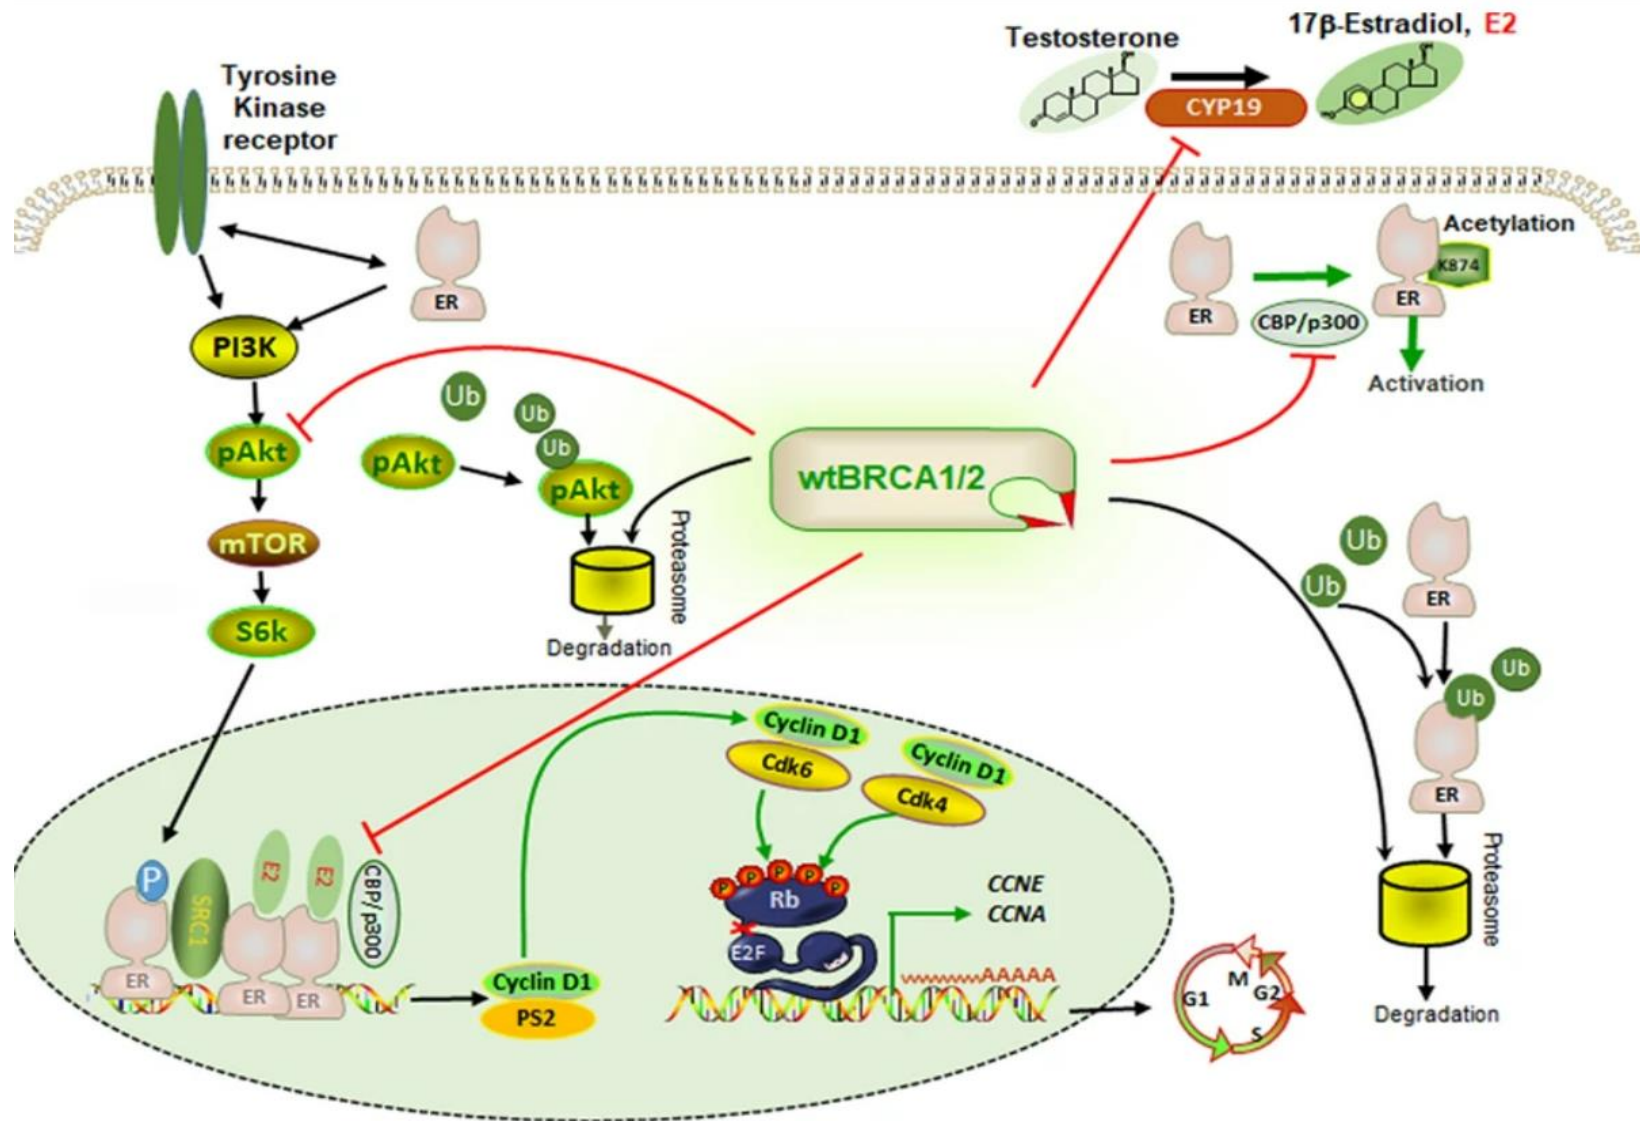 Testosterone
17β-Estradiol, E2
CYP19
Tyrosine
Kinase
receptor
ER
PI3K
pAkt
mTOR
S6k
Ub
Ub
Ub
pAkt
pAkt
Proteasome
Degradation
wtBRCA1/2
ER
CBP/p300
Acetylation
K874
ER
Activation
Ub
Ub
ER
Ub
Ub
ER
Proteasome
Degradation
P
SRC1
E2
E2
CBP/p300
ER
ER
ER
Cyclin D1
PS2
Cyclin D1
Cdk6
Cyclin D1
Cdk4
P
P
P
P
P
Rb
E2F
CCNE
CCNA
AAAAA
G1
M
G2
S